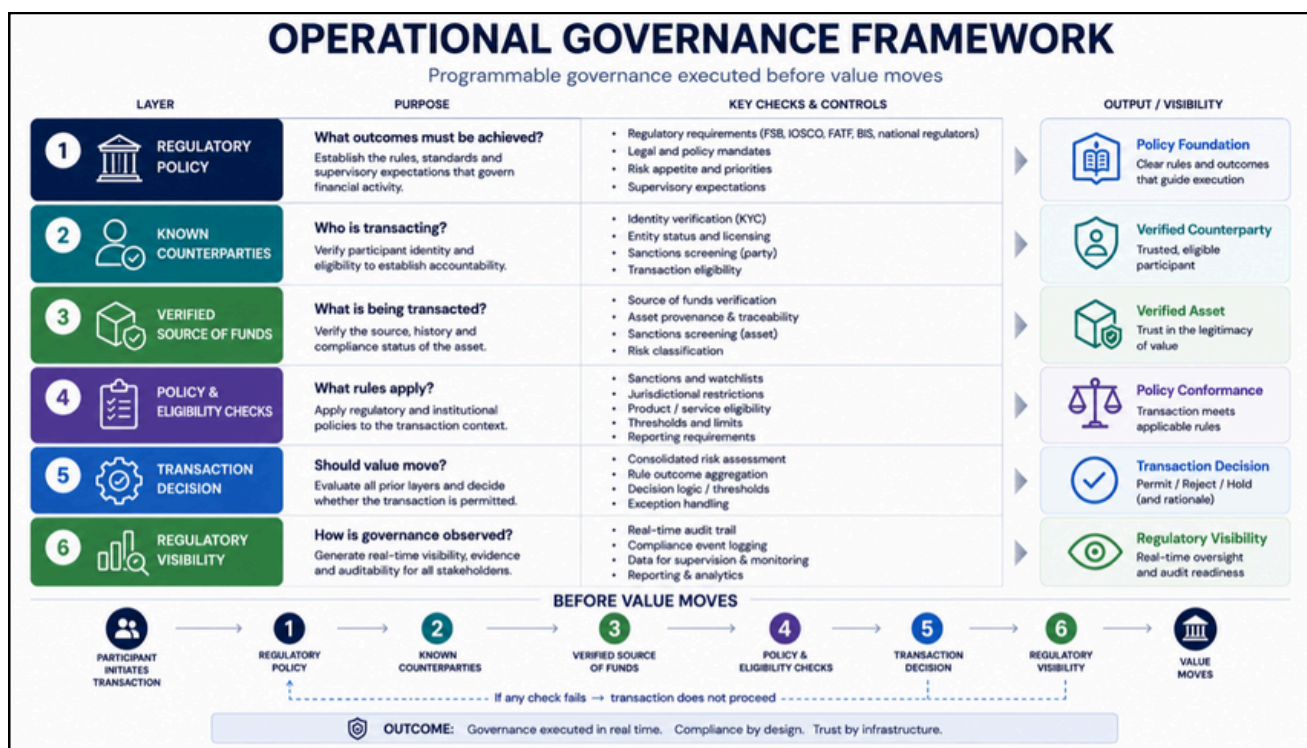 OPERATIONAL GOVERNANCE FRAMEWORK
Programmable governance executed before value moves
LAYER
PURPOSE
KEY CHECKS & CONTROLS
OUTPUT / VISIBILITY
1
REGULATORY
POLICY
What outcomes must be achieved?
Establish the rules, standards and
supervisory expectations that govern
financial activity.
• Regulatory requirements (FSB, IOSCO, FATF, BIS, national regulators)
• Legal and policy mandates
• Risk appetite and priorities
• Supervisory expectations
Policy Foundation
Clear rules and outcomes
that guide execution
2
KNOWN
COUNTERPARTIES
Who is transacting?
Verify participant identity and
eligibility to establish accountability.
• Identity verification (KYC)
• Entity status and licensing
• Sanctions screening (party)
• Transaction eligibility
Verified Counterparty
Trusted, eligible
participant
3
VERIFIED
SOURCE OF FUNDS
What is being transacted?
Verify the source, history and
compliance status of the asset.
• Source of funds verification
• Asset provenance & traceability
• Sanctions screening (asset)
• Risk classification
Verified Asset
Trust in the legitimacy
of value
4
POLICY &
ELIGIBILITY CHECKS
What rules apply?
Apply regulatory and institutional
policies to the transaction context.
• Sanctions and watchlists
• Jurisdictional restrictions
• Product / service eligibility
• Thresholds and limits
• Reporting requirements
Policy Conformance
Transaction meets
applicable rules
5
TRANSACTION
DECISION
Should value move?
Evaluate all prior layers and decide
whether the transaction is permitted.
• Consolidated risk assessment
• Rule outcome aggregation
• Decision logic / thresholds
• Exception handling
Transaction Decision
Permit / Reject / Hold
(and rationale)
6
REGULATORY
VISIBILITY
How is governance observed?
Generate real-time visibility, evidence
and auditability for all stakeholdens.
• Real-time audit trail
• Compliance event logging
• Data for supervision & monitoring
• Reporting & analytics
Regulatory Visibility
Real-time oversight
and audit readiness
BEFORE VALUE MOVES
PARTICIPANT
INITIATES
TRANSACTION
1
REGULATORY
POLICY
2
KNOWN
COUNTERPARTIES
3
VERIFIED SOURCE
OF FUNDS
4
POLICY &
ELIGIBILITY CHECKS
5
TRANSACTION
DECISION
6
REGULATORY
VISIBILITY
VALUE
MOVES
If any check fails → transaction does not proceed
OUTCOME: Governance executed in real time. Compliance by design. Trust by infrastructure.